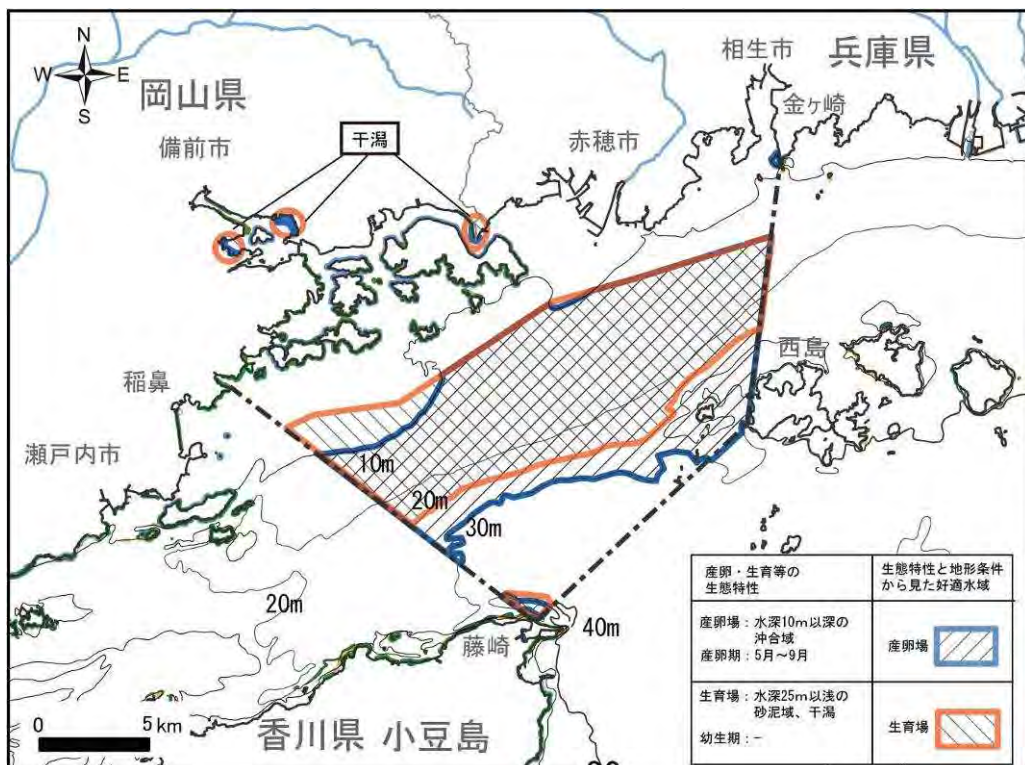 N
W E
S
岡山県
備前市
干潟
赤穂市
相生市
兵庫県
金ヶ崎
西島
稲鼻
瀬戸内市
10m
20m
30m
20m
40m
藤崎
香川県 小豆島
0 5km
産卵・生育等の
生態特性
生態特性と地形条件
から見た好適水域
産卵場:水深10m以深の
沖合域
産卵期:5月～9月
産卵場
生育場:水深25m以浅の
砂泥域、干潟
幼生期:-
生育場